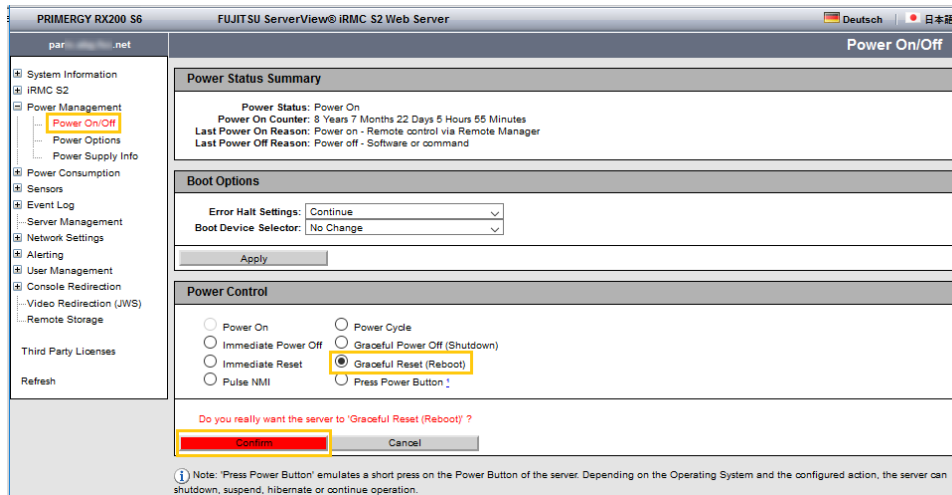 PRIMERGY RX200 S6
FUJITSU ServerView® iRMC S2 Web Server
Deutsch
日本語
par .net
Power On/Off
System Information
iRMC S2
Power Management
Power On/Off
Power Options
Power Supply Info
Power Consumption
Sensors
Event Log
Server Management
Network Settings
Alerting
User Management
Console Redirection
Video Redirection (JWS)
Remote Storage
Third Party Licenses
Refresh
Power Status Summary
Power Status: Power On
Power On Counter: 8 Years 7 Months 22 Days 5 Hours 55 Minutes
Last Power On Reason: Power on - Remote control via Remote Manager
Last Power Off Reason: Power off - Software or command
Boot Options
Error Halt Settings: Continue
Boot Device Selector: No Change
Apply
Power Control
Power On Power Cycle
Immediate Power Off Graceful Power Off (Shutdown)
Immediate Reset Graceful Reset (Reboot)
Pulse NMI Press Power Button !
Do you really want the server to 'Graceful Reset (Reboot)' ?
Confirm Cancel
Note: 'Press Power Button' emulates a short press on the Power Button of the server. Depending on the Operating System and the configured action, the server can
shutdown, suspend, hibernate or continue operation.